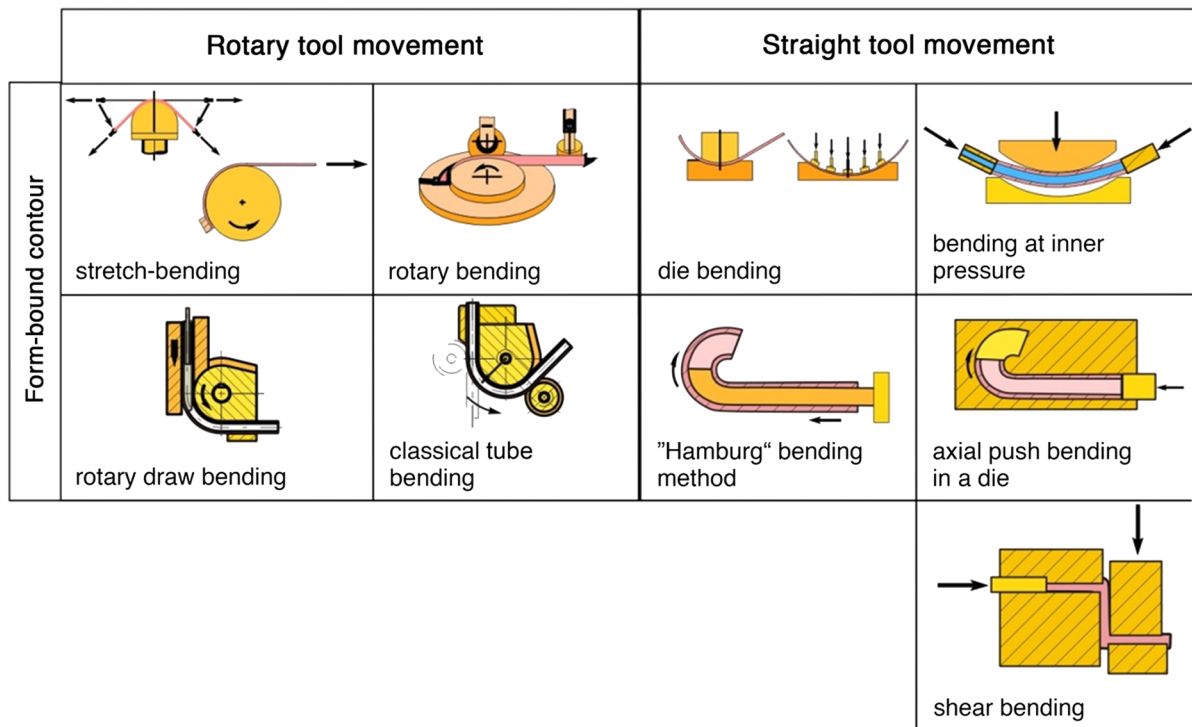 Rotary tool movement
Straight tool movement
Form-bound contour
stretch-bending
rotary bending
die bending
bending at inner
pressure
rotary draw bending
classical tube
bending
”Hamburg“ bending
method
axial push bending
in a die
shear bending